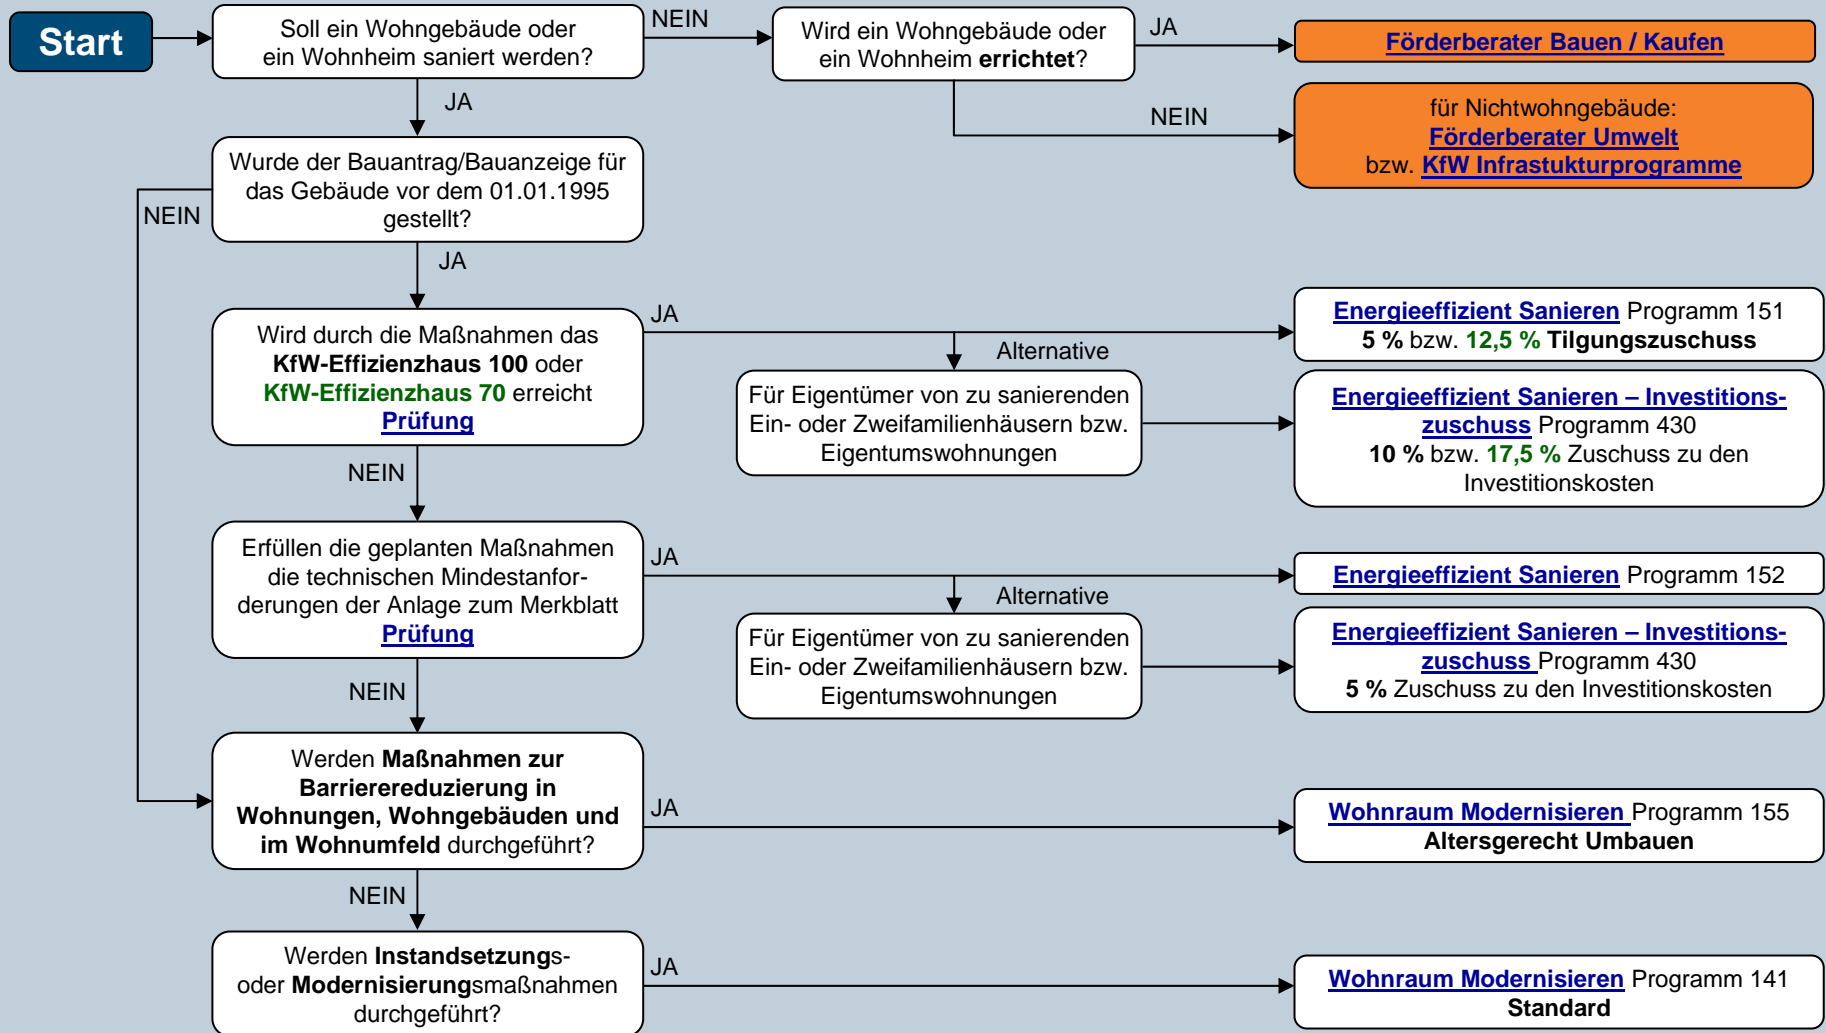 Start
Soll ein Wohngebäude oder
ein Wohnheim saniert werden?
NEIN
Wird ein Wohngebäude oder
ein Wohnheim errichtet?
JA
Förderberater Bauen / Kaufen
NEIN
für Nichtwohngebäude:
Förderberater Umwelt
bzw. KfW Infrastukturprogramme
JA
Wurde der Bauantrag/Bauanzeige für
das Gebäude vor dem 01.01.1995
gestellt?
NEIN
JA
Wird durch die Maßnahmen das
KfW-Effizienzhaus 100 oder
KfW-Effizienzhaus 70 erreicht
Prüfung
JA
Alternative
Energieeffizient Sanieren Programm 151
5 % bzw. 12,5 % Tilgungszuschuss
Für Eigentümer von zu sanierenden
Ein- oder Zweifamilienhäusern bzw.
Eigentumswohnungen
Energieeffizient Sanieren – Investitions-
zuschuss Programm 430
10 % bzw. 17,5 % Zuschuss zu den
Investitionskosten
NEIN
Erfüllen die geplanten Maßnahmen
die technischen Mindestanfor-
derungen der Anlage zum Merkblatt
Prüfung
JA
Alternative
Energieeffizient Sanieren Programm 152
Für Eigentümer von zu sanierenden
Ein- oder Zweifamilienhäusern bzw.
Eigentumswohnungen
Energieeffizient Sanieren – Investitions-
zuschuss Programm 430
5 % Zuschuss zu den Investitionskosten
NEIN
Werden Maßnahmen zur
Barrierereduzierung in
Wohnungen, Wohngebäuden und
im Wohnumfeld durchgeführt?
JA
Wohnraum Modernisieren Programm 155
Altersgerecht Umbauen
NEIN
Werden Instandsetzungs-
oder Modernisierungsmaßnahmen
durchgeführt?
JA
Wohnraum Modernisieren Programm 141
Standard